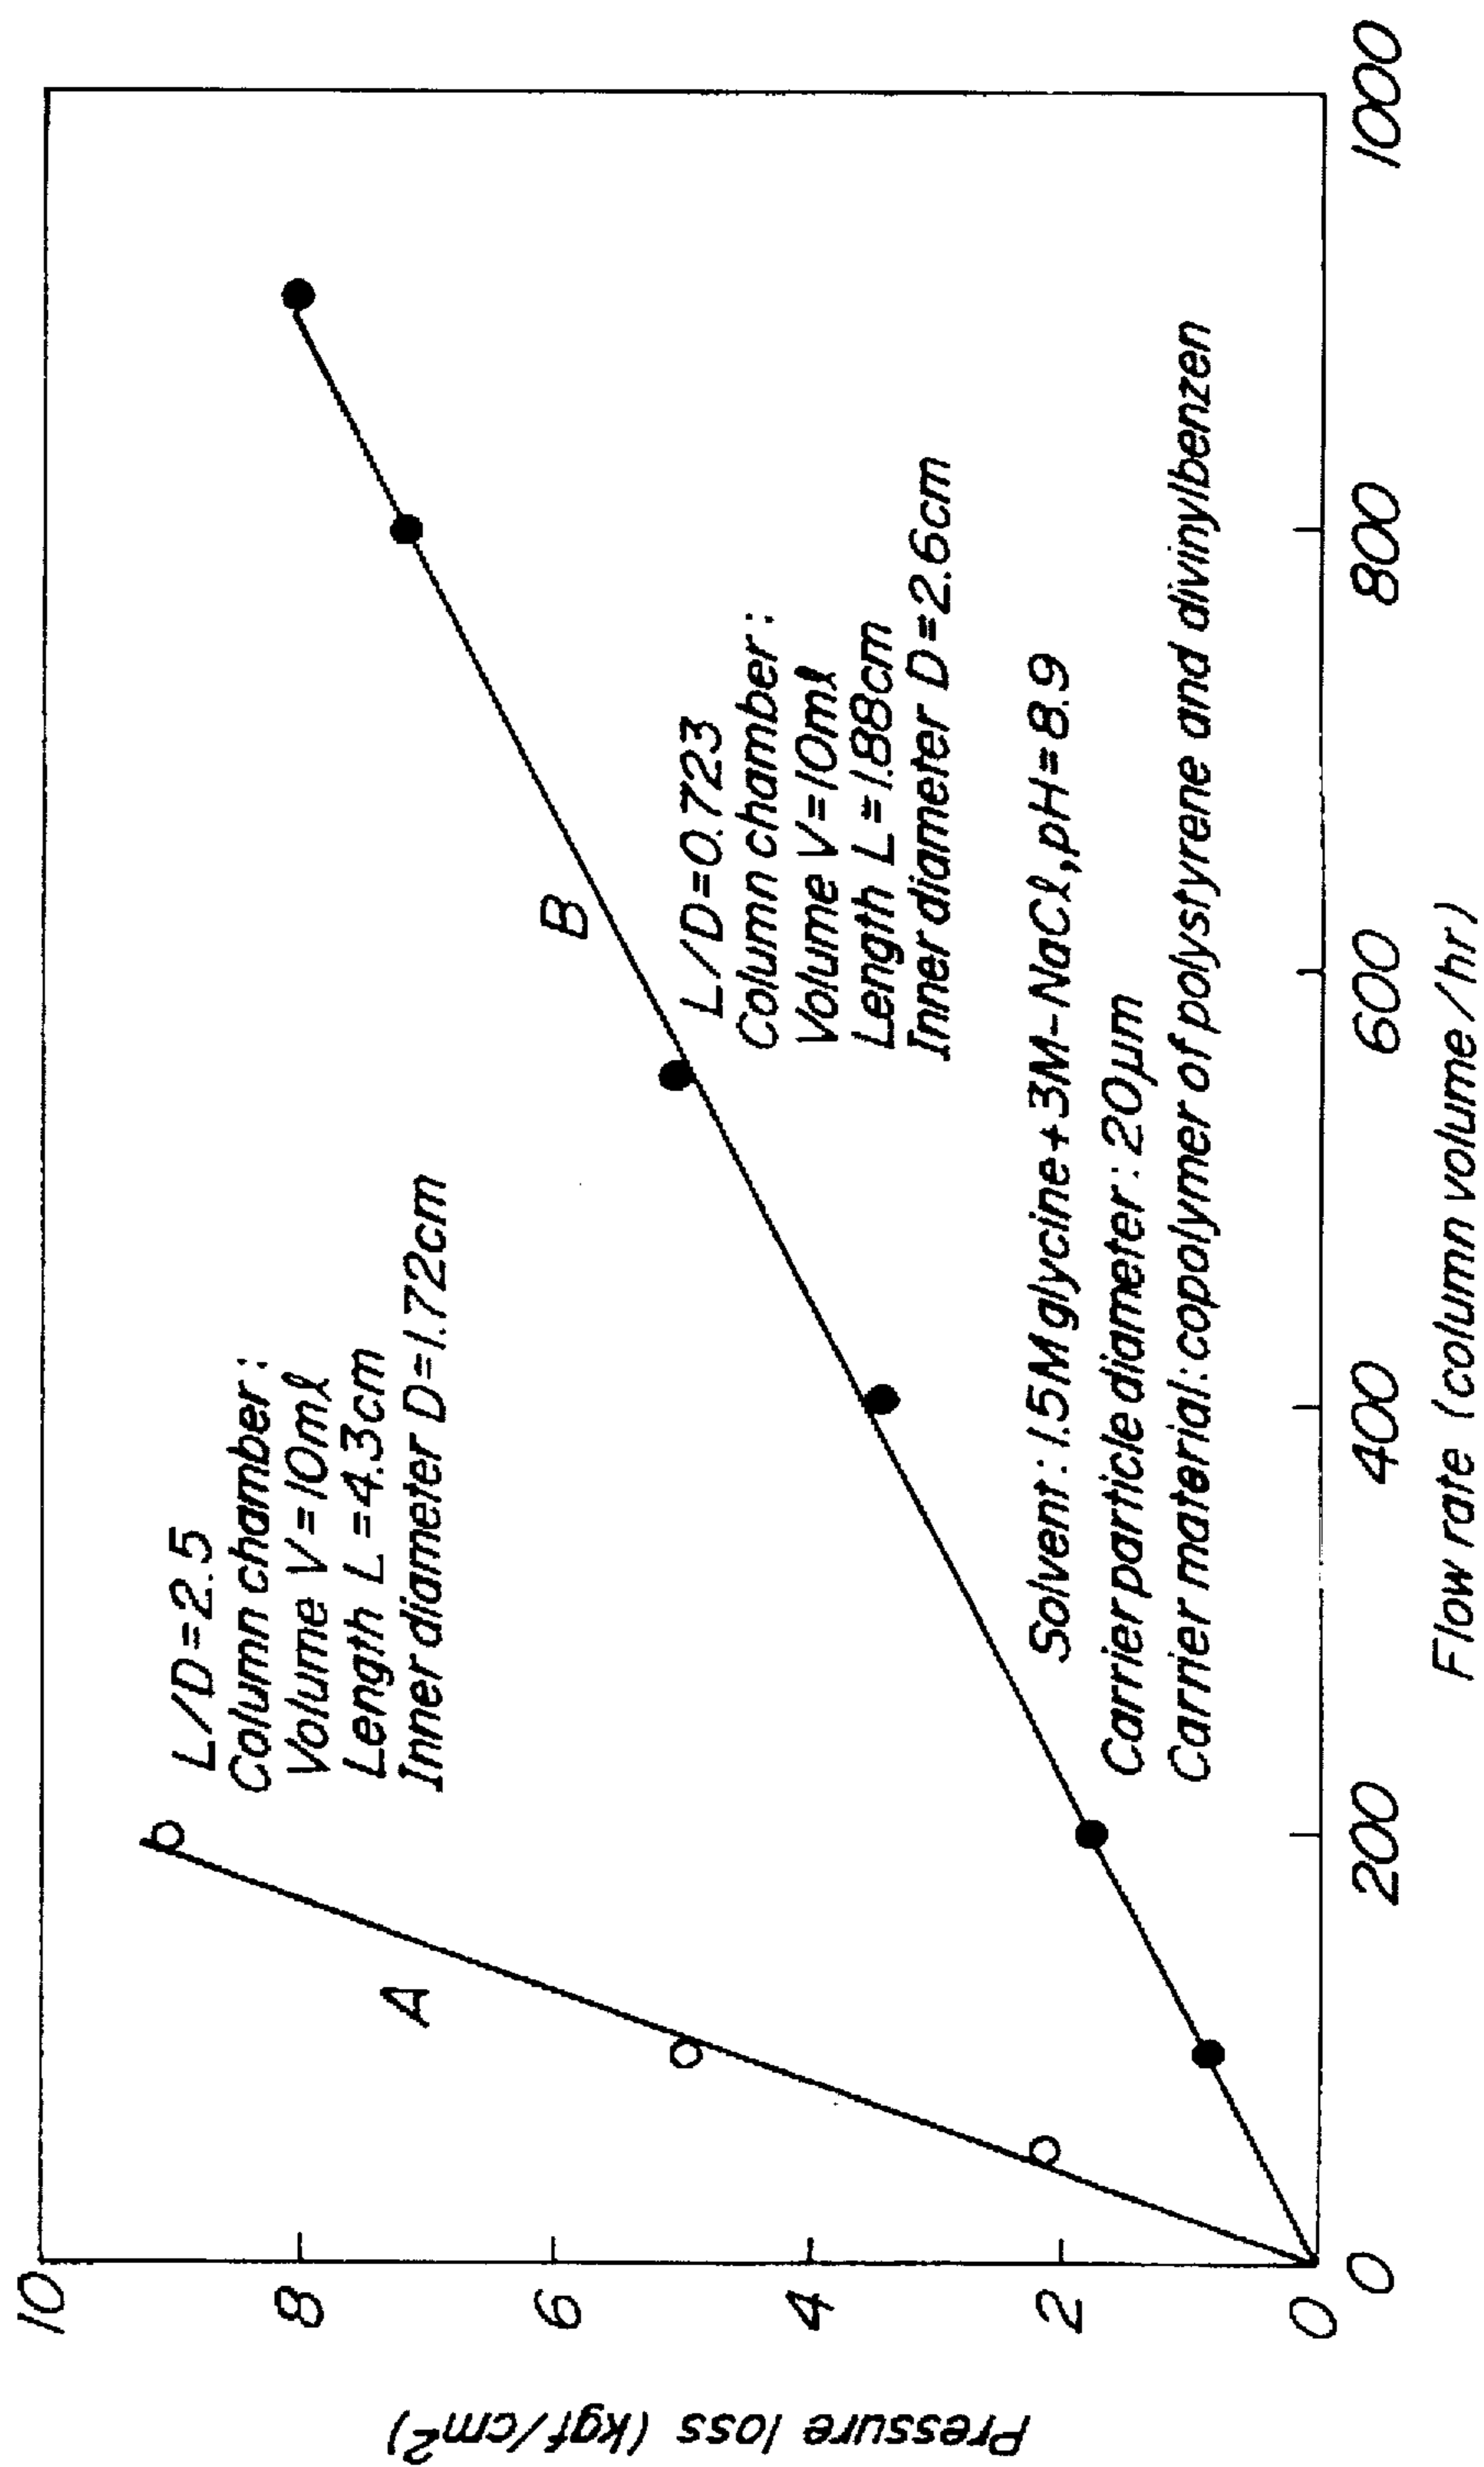 Pressure loss (kgf/cm²)
10
8
6
4
2
0
A
L/D=2.5
Column chamber:
Volume V=10mℓ
Length L=4.3cm
Inner diameter D=1.72cm
B
L/D=0.723
Column chamber:
Volume V=10mℓ
Length L=1.88cm
Inner diameter D=2.6cm
Solvent:1.5M glycine+3M-NaCℓ,pH=8.9
Carrier particle diameter:20μm
Carrier material:copolymer of polystyrene and divinylbenzen
0
200
400
600
800
1000
Flow rate (column volume/hr)